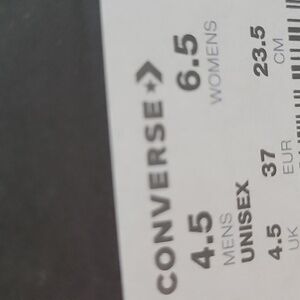 CONVERSE
4.5 6.5
MENS WOMENS
UNISEX
4.5 37 23.5
UK EUR CM